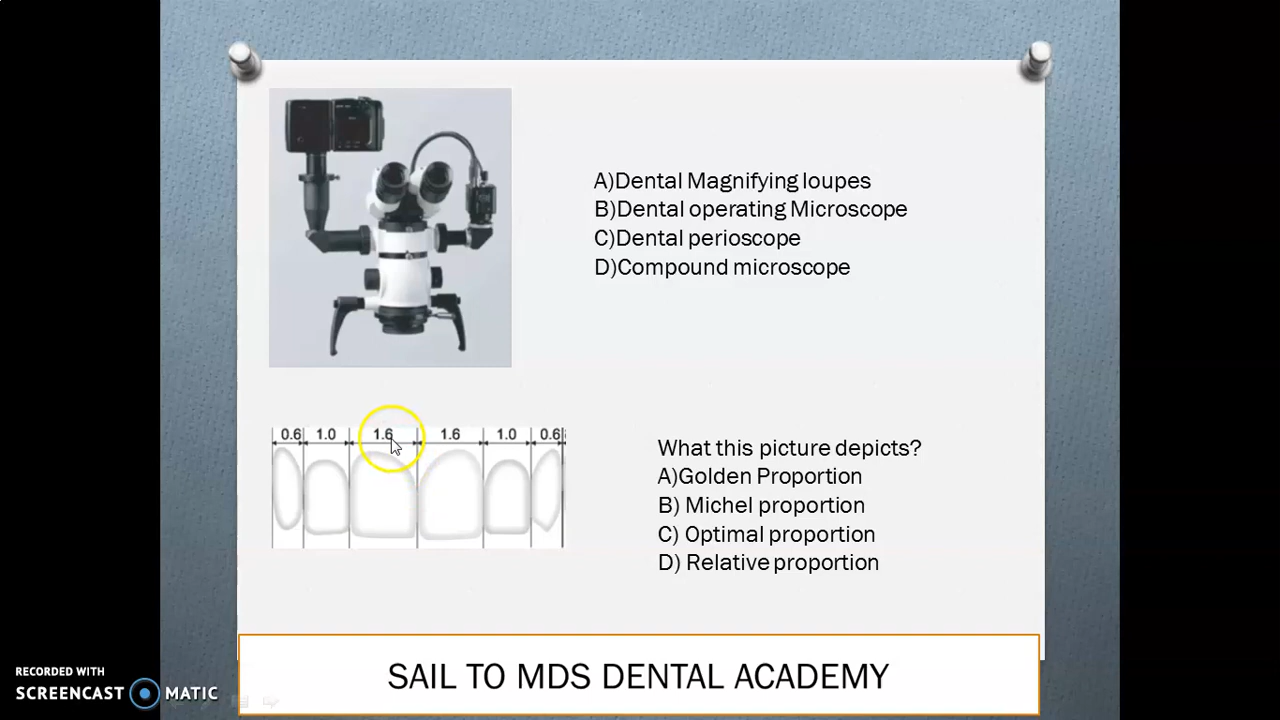 A)Dental Magnifying loupes
B)Dental operating Microscope
C)Dental perioscope
D)Compound microscope
0.6 1.0 1.6 1.6 1.0 0.6
What this picture depicts?
A)Golden Proportion
B) Michel proportion
C) Optimal proportion
D) Relative proportion
SAIL TO MDS DENTAL ACADEMY
RECORDED WITH
SCREENCAST MATIC